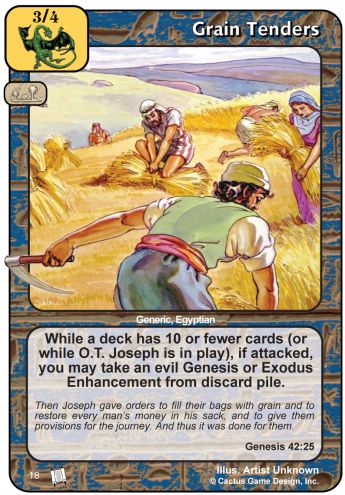 3/4
Grain Tenders
Generic, Egyptian
While a deck has 10 or fewer cards (or
while O.T. Joseph is in play), if attacked,
you may take an evil Genesis or Exodus
Enhancement from discard pile.
Then Joseph gave orders to fill their bags with grain and to
restore every man's money in his sack, and to give them
provisions for the journey. And thus it was done for them.
Genesis 42:25
18
Illus. Artist Unknown
© Cactus Game Design, Inc.